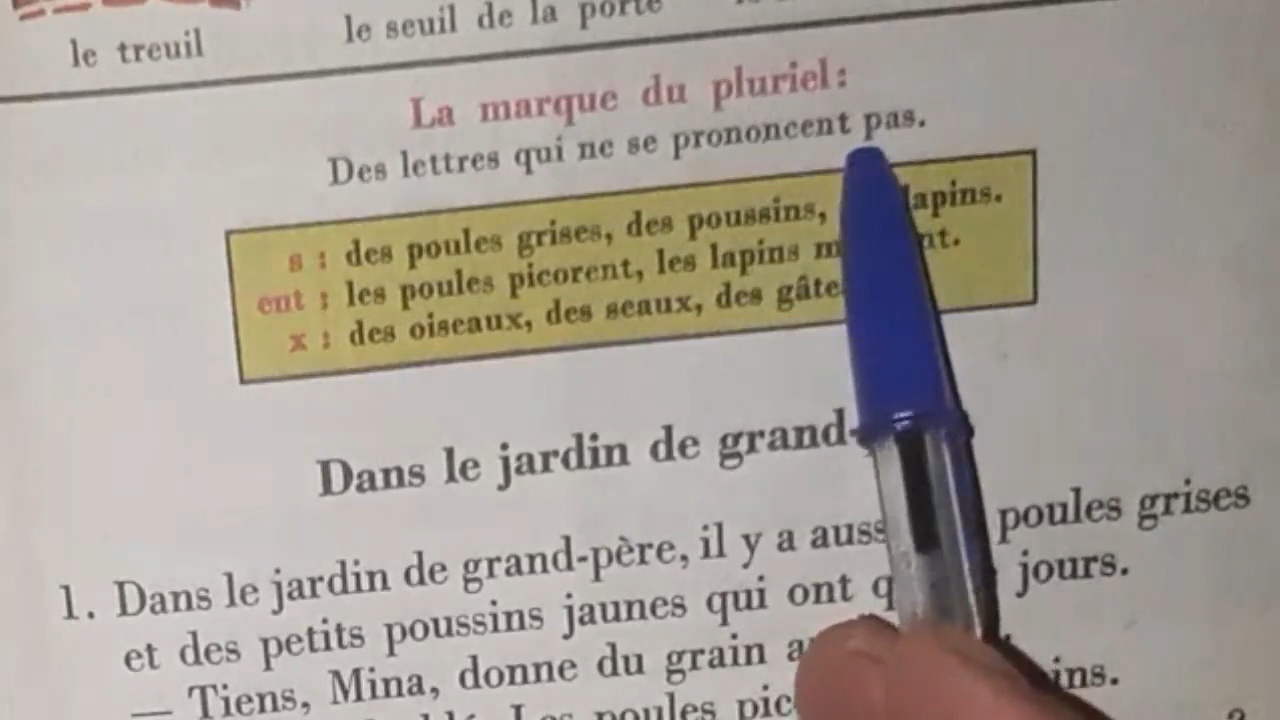 le treuil
le seuil de la porte
La marque du pluriel:
Des lettres qui ne se prononcent pas.
s : des poules grises, des poussins, lapins.
ent : les poules picorent, les lapins
x : des oiseaux, des seaux, des
Dans le jardin de grand-
1. Dans le jardin de grand-père, il y a poules grises
et des petits poussins jaunes qui ont jours.
— Tiens, Mina, donne du grain
Les poules